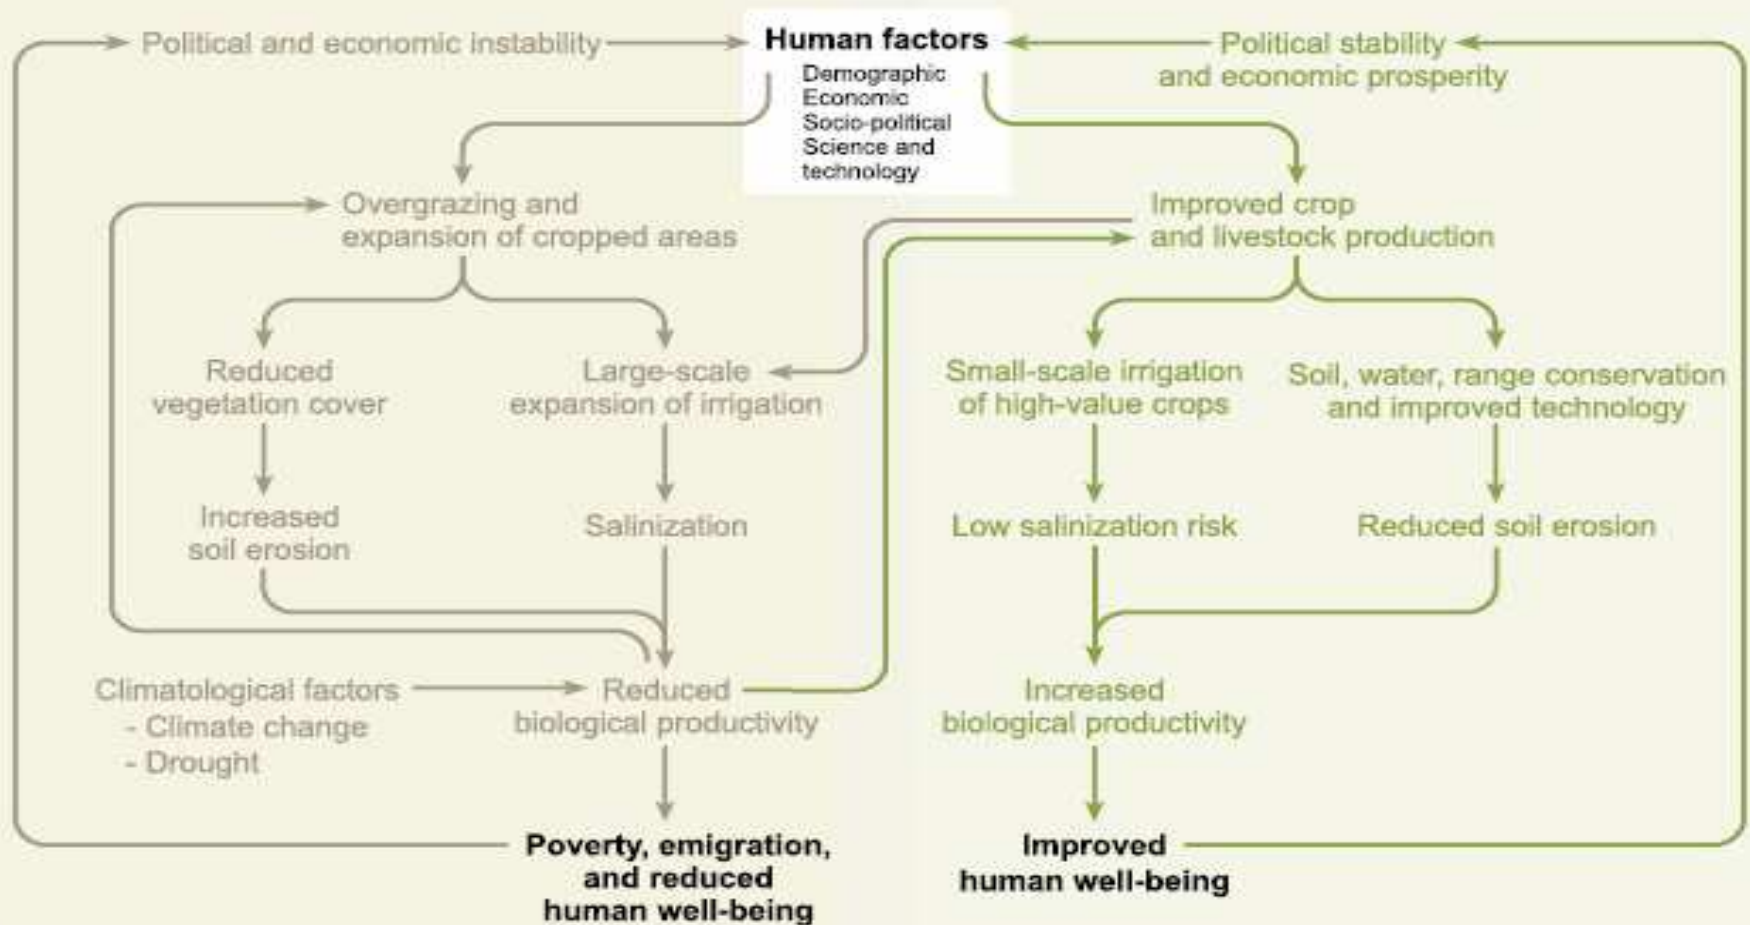 Political and economic instability
Human factors
Demographic
Economic
Socio-political
Science and
technology
Political stability
and economic prosperity
Overgrazing and
expansion of cropped areas
Improved crop
and livestock production
Reduced
vegetation cover
Large-scale
expansion of irrigation
Small-scale irrigation
of high-value crops
Soil, water, range conservation
and improved technology
Increased
soil erosion
Salinization
Low salinization risk
Reduced soil erosion
Climatological factors
- Climate change
- Drought
Reduced
biological productivity
Increased
biological productivity
Poverty, emigration,
and reduced
human well-being
Improved
human well-being